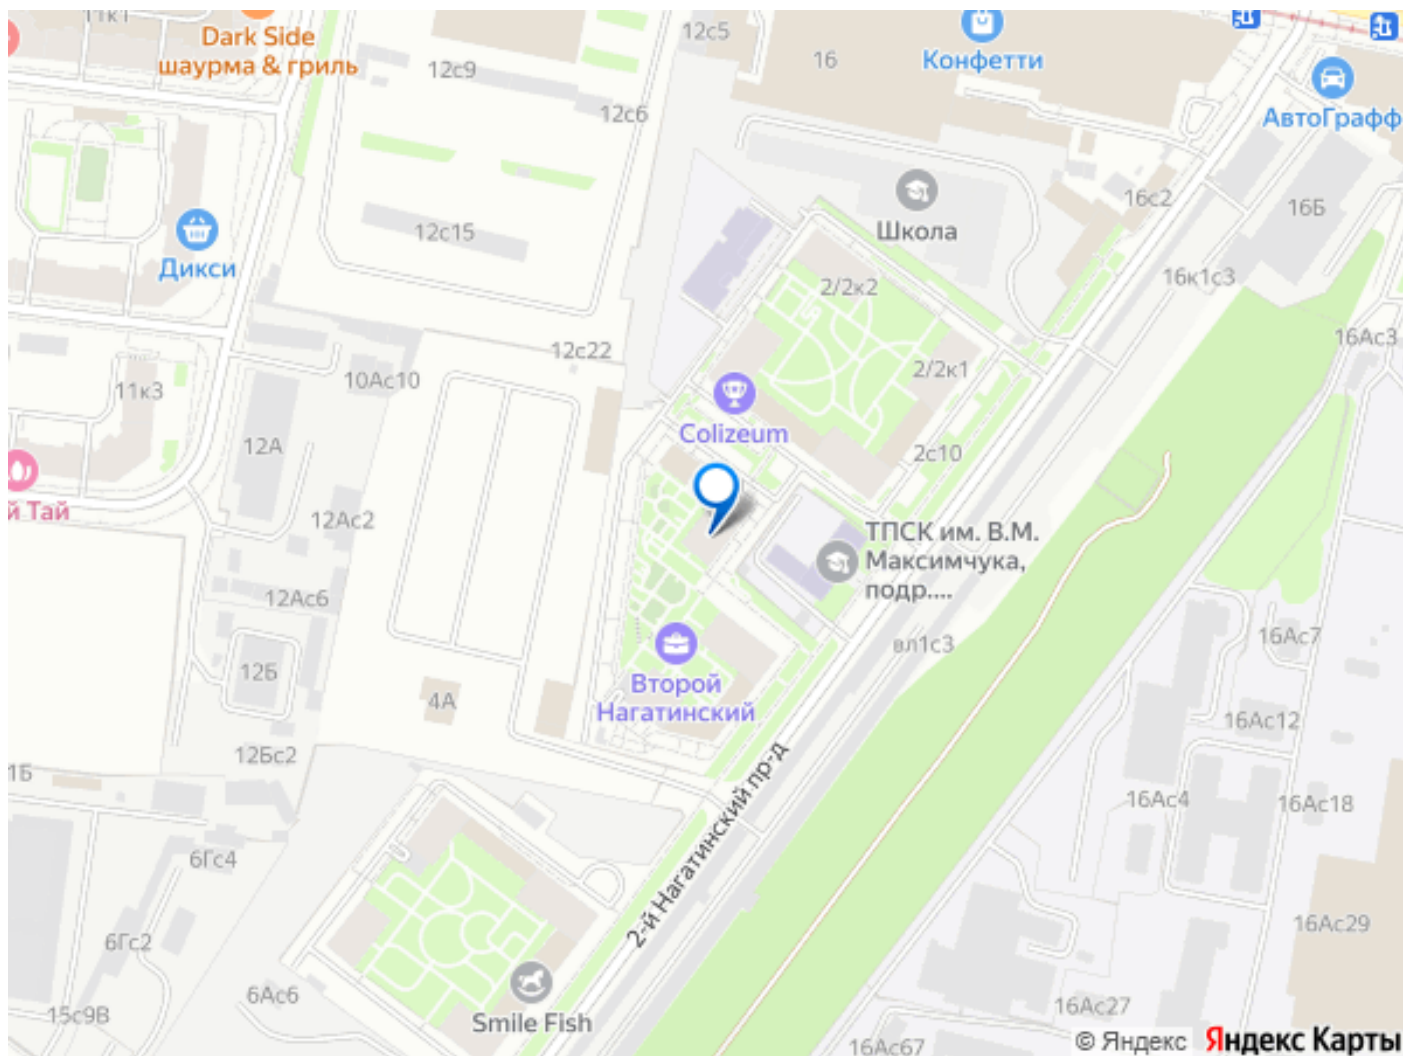 11к1
Dark Side
шаурма & гриль
12с9
12с5
12с6
16
Конфетти
АвтоГрафф
Школа
16с2
16Б
12с15
Дикси
2/2к2
16к1с3
16Ас3
12с22
10Ас10
11к3
2/2к1
Colizeum
12А
2с10
й Тай
12Ас2
ТПСК им. В.М.
Максимчука,
подр....
12Ас6
вл1с3
16Ас7
12Б
4А
Второй
Нагатинский
16Ас12
12Бс2
1Б
2-й Нагатинский пр-д
16Ас4
16Ас18
6Гс4
6Гс2
16Ас29
6Ас6
15с9В
Smile Fish
16Ас27
16Ас67
© Яндекс Яндекс Карты